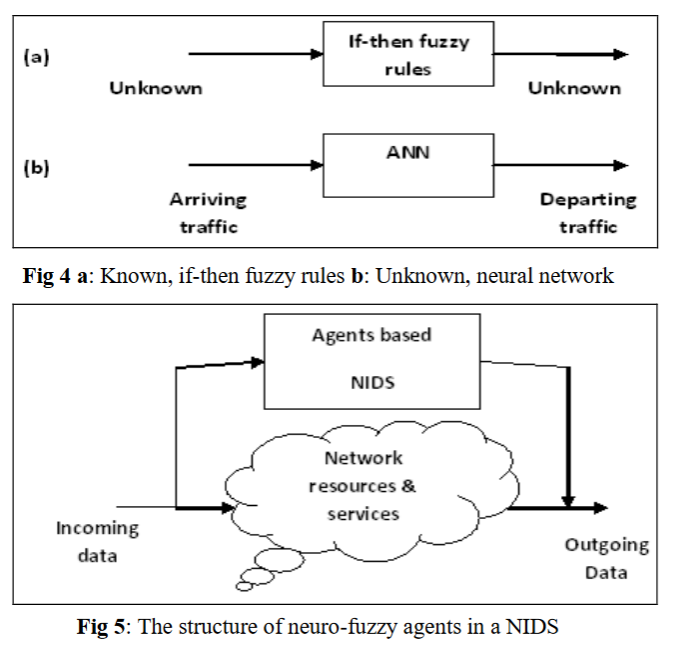 (a)
If-then fuzzy
rules
Unknown
Unknown
(b)
ANN
Arriving
traffic
Departing
traffic
Fig 4 a: Known, if-then fuzzy rules b: Unknown, neural network
Agents based
NIDS
Network
resources &
services
Incoming
data
Outgoing
Data
Fig 5: The structure of neuro-fuzzy agents in a NIDS